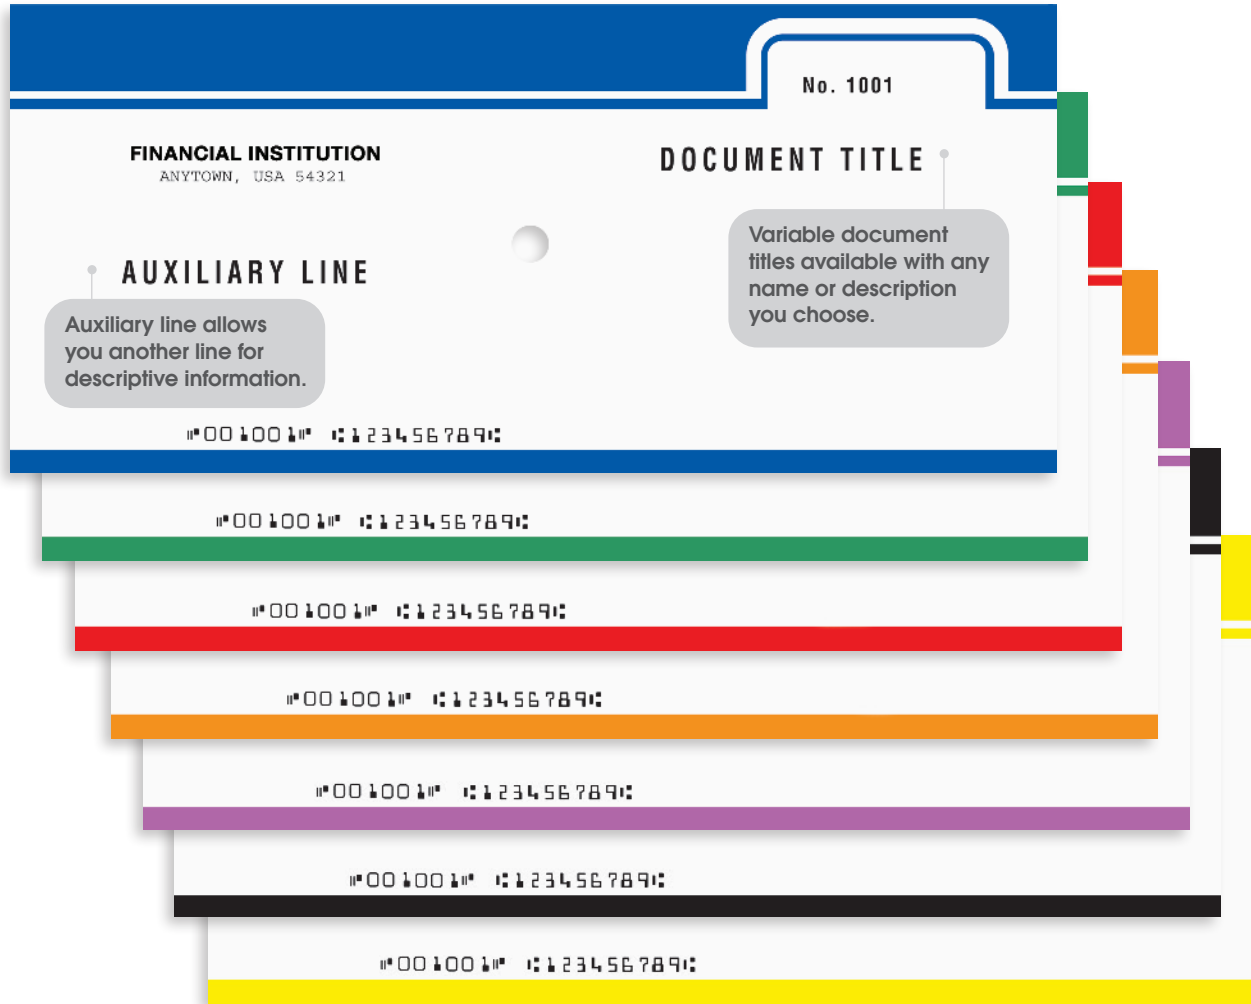 No. 1001
FINANCIAL INSTITUTION
ANYTOWN, USA 54321
DOCUMENT TITLE
Variable document
titles available with any
name or description
you choose.
AUXILIARY LINE
Auxiliary line allows
you another line for
descriptive information.
⑈001001⑈ ⑆123456789⑆
⑈001001⑈ ⑆123456789⑆
⑈001001⑈ ⑆123456789⑆
⑈001001⑈ ⑆123456789⑆
⑈001001⑈ ⑆123456789⑆
⑈001001⑈ ⑆123456789⑆
⑈001001⑈ ⑆123456789⑆